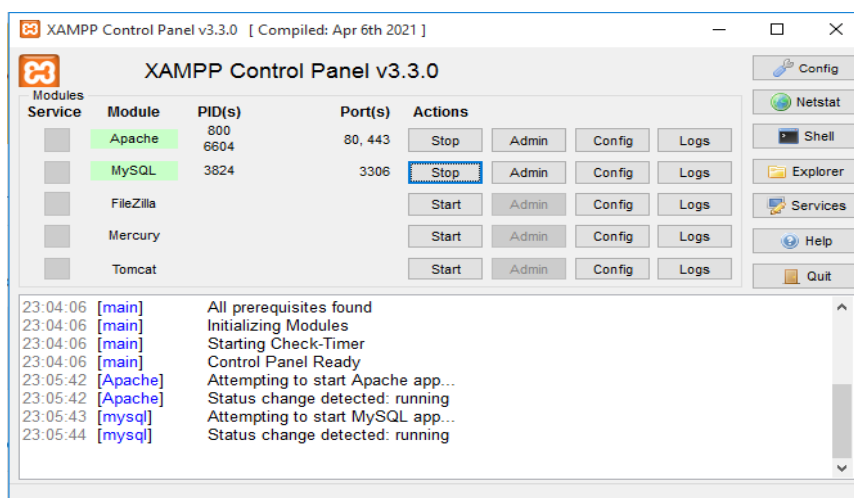 XAMPP Control Panel v3.3.0 [ Compiled: Apr 6th 2021 ]
XAMPP Control Panel v3.3.0
Config
Modules
Service Module PID(s) Port(s) Actions
Netstat
Apache 800 6604 80, 443 Stop Admin Config Logs
Shell
MySQL 3824 3306 Stop Admin Config Logs
Explorer
FileZilla Start Admin Config Logs
Services
Mercury Start Admin Config Logs
Help
Tomcat Start Admin Config Logs
Quit
23:04:06 [main] All prerequisites found
23:04:06 [main] Initializing Modules
23:04:06 [main] Starting Check-Timer
23:04:06 [main] Control Panel Ready
23:05:42 [Apache] Attempting to start Apache app...
23:05:42 [Apache] Status change detected: running
23:05:43 [mysql] Attempting to start MySQL app...
23:05:44 [mysql] Status change detected: running